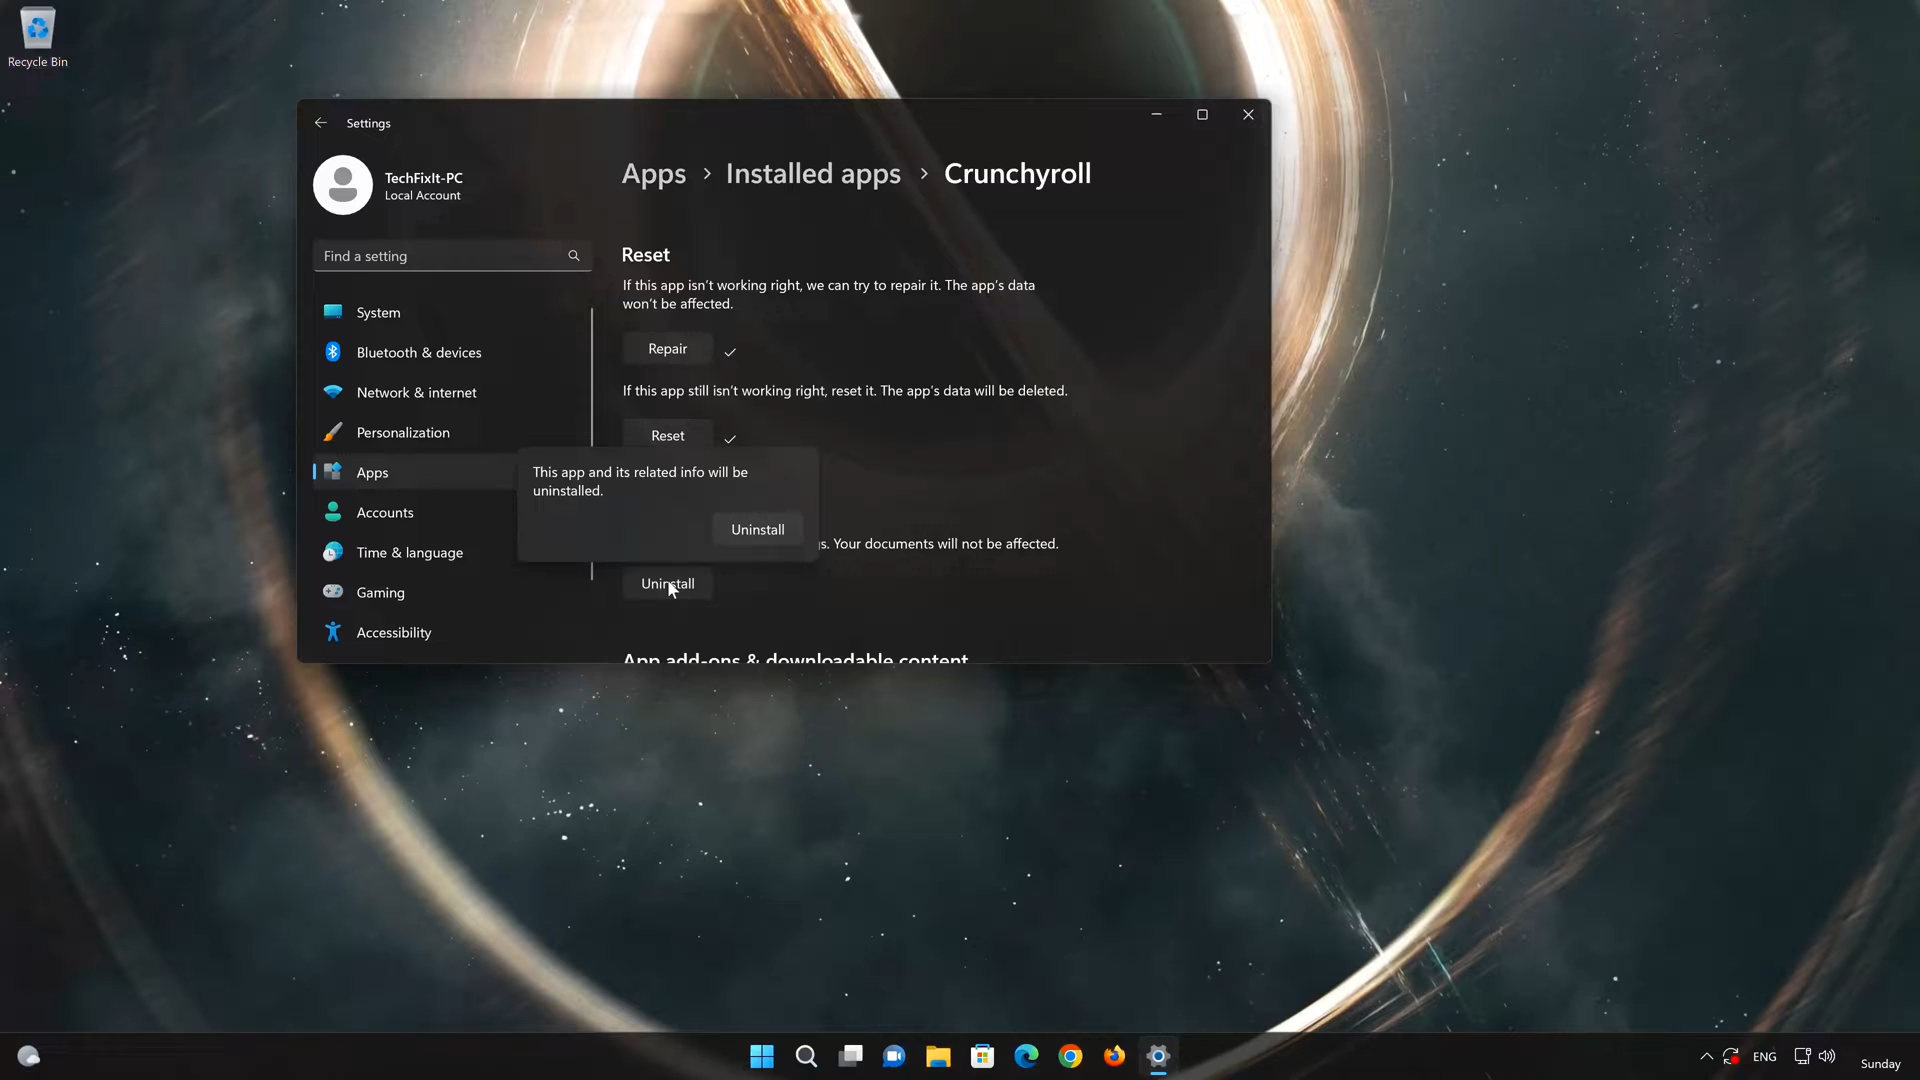 Recycle Bin
Settings
TechFixIt-PC
Local Account
Find a setting
System
Bluetooth & devices
Network & internet
Personalization
Apps
Accounts
Time & language
Gaming
Accessibility
Apps > Installed apps > Crunchyroll
Reset
If this app isn't working right, we can try to repair it. The app's data
won't be affected.
Repair
If this app still isn't working right, reset it. The app's data will be deleted.
Reset
This app and its related info will be
uninstalled.
Uninstall
Your documents will not be affected.
Uninstall
App add-ons & downloadable content
ENG
Sunday